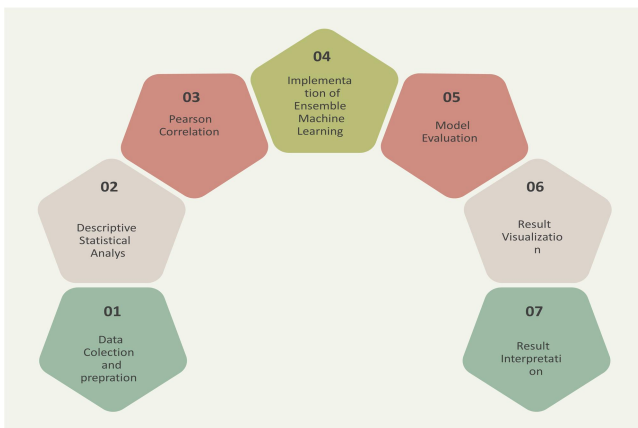 01
Data
Colection
and
prepration
02
Descriptive
Statistical
Analys
03
Pearson
Correlation
04
Implementa
tion of
Ensemble
Machine
Learning
05
Model
Evaluation
06
Result
Visualizatio
n
07
Result
Interpretati
on